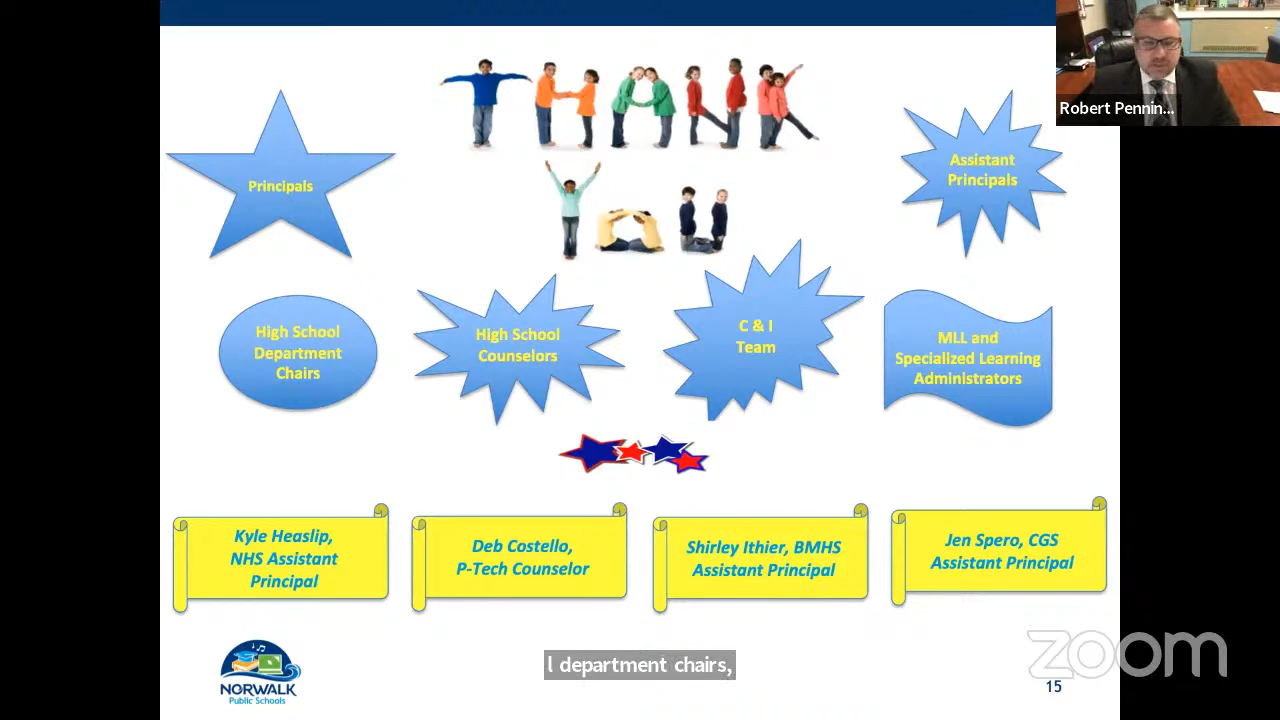 THANK
YOU
Robert Pennin...
Principals
Assistant
Principals
High School
Department
Chairs
High School
Counselors
C & I
Team
MLL and
Specialized Learning
Administrators
Kyle Heaslip,
NHS Assistant
Principal
Deb Costello,
P-Tech Counselor
Shirley Ithier, BMHS
Assistant Principal
Jen Spero, CGS
Assistant Principal
NORWALK
Public Schools
l department chairs,
zoom
15